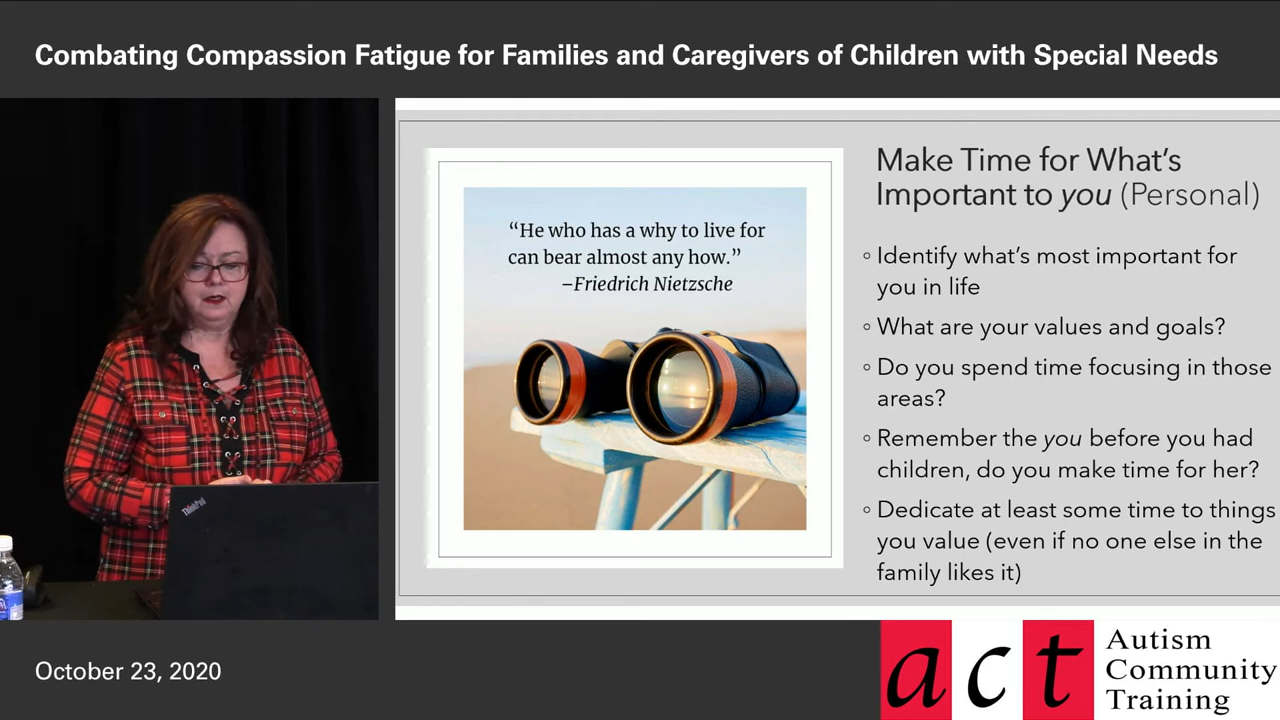 Combating Compassion Fatigue for Families and Caregivers of Children with Special Needs
“He who has a why to live for
can bear almost any how.”
–Friedrich Nietzsche
Make Time for What’s
Important to you (Personal)
◦ Identify what’s most important for
you in life
◦ What are your values and goals?
◦ Do you spend time focusing in those
areas?
◦ Remember the you before you had
children, do you make time for her?
◦ Dedicate at least some time to things
you value (even if no one else in the
family likes it)
ThinkPad
October 23, 2020
act
Autism
Community
Training